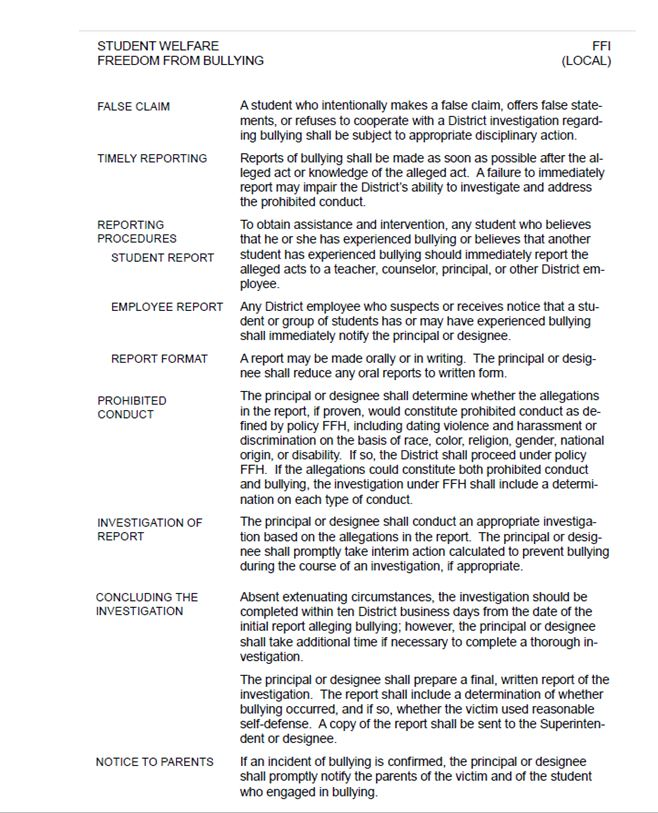 STUDENT WELFARE FFI
FREEDOM FROM BULLYING (LOCAL)
FALSE CLAIM A student who intentionally makes a false claim, offers false state-
ments, or refuses to cooperate with a District investigation regard-
ing bullying shall be subject to appropriate disciplinary action.
TIMELY REPORTING Reports of bullying shall be made as soon as possible after the al-
leged act or knowledge of the alleged act. A failure to immediately
report may impair the District's ability to investigate and address
the prohibited conduct.
REPORTING To obtain assistance and intervention, any student who believes
PROCEDURES that he or she has experienced bullying or believes that another
STUDENT REPORT student has experienced bullying should immediately report the
alleged acts to a teacher, counselor, principal, or other District em-
ployee.
EMPLOYEE REPORT Any District employee who suspects or receives notice that a stu-
dent or group of students has or may have experienced bullying
shall immediately notify the principal or designee.
REPORT FORMAT A report may be made orally or in writing. The principal or desig-
nee shall reduce any oral reports to written form.
PROHIBITED The principal or designee shall determine whether the allegations
CONDUCT in the report, if proven, would constitute prohibited conduct as de-
fined by policy FFH, including dating violence and harassment or
discrimination on the basis of race, color, religion, gender, national
origin, or disability. If so, the District shall proceed under policy
FFH. If the allegations could constitute both prohibited conduct
and bullying, the investigation under FFH shall include a determi-
nation on each type of conduct.
INVESTIGATION OF The principal or designee shall conduct an appropriate investiga-
REPORT tion based on the allegations in the report. The principal or desig-
nee shall promptly take interim action calculated to prevent bullying
during the course of an investigation, if appropriate.
CONCLUDING THE Absent extenuating circumstances, the investigation should be
INVESTIGATION completed within ten District business days from the date of the
initial report alleging bullying; however, the principal or designee
shall take additional time if necessary to complete a thorough in-
vestigation.
The principal or designee shall prepare a final, written report of the
investigation. The report shall include a determination of whether
bullying occurred, and if so, whether the victim used reasonable
self-defense. A copy of the report shall be sent to the Superinten-
dent or designee.
NOTICE TO PARENTS If an incident of bullying is confirmed, the principal or designee
shall promptly notify the parents of the victim and of the student
who engaged in bullying.